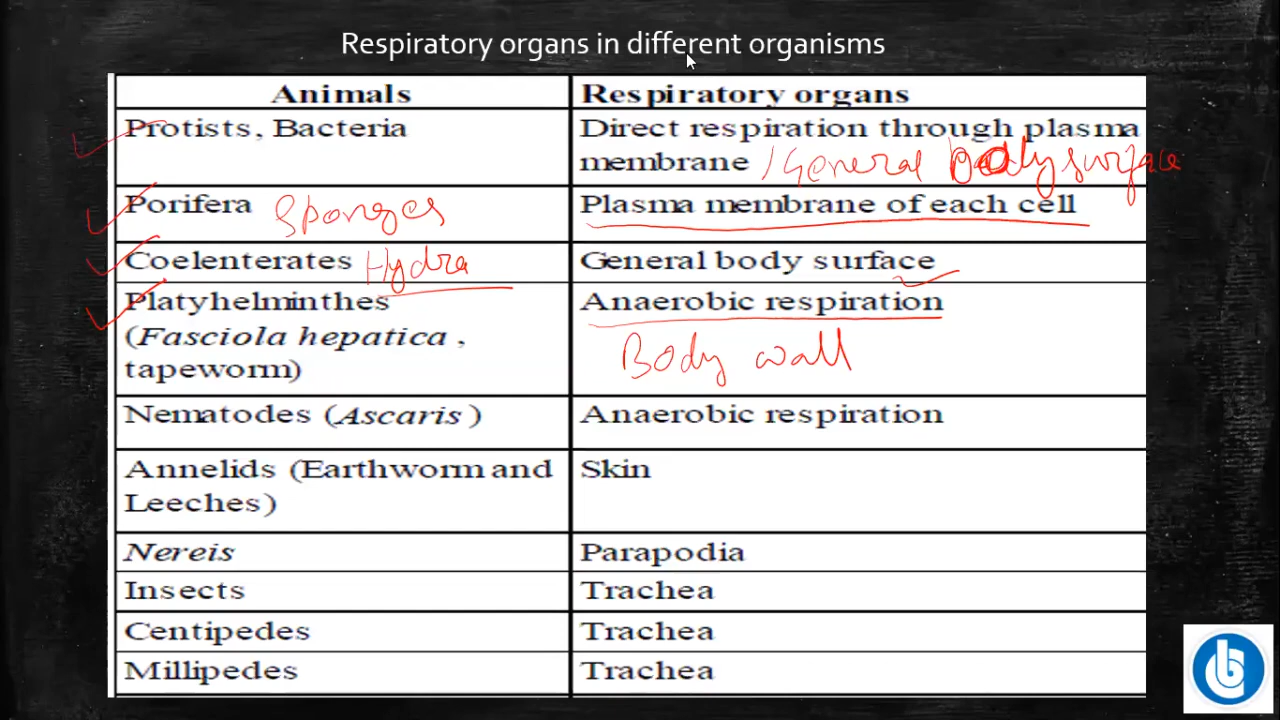 Respiratory organs in different organisms
Animals Respiratory organs
Protists, Bacteria Direct respiration through plasma
membrane / General Body surface
Porifera Sponges Plasma membrane of each cell
Coelenterates Hydra General body surface
Platyhelminthes Anaerobic respiration
(Fasciola hepatica , Body wall
tapeworm)
Nematodes (Ascaris ) Anaerobic respiration
Annelids (Earthworm and Skin
Leeches)
Nereis Parapodia
Insects Trachea
Centipedes Trachea
Millipedes Trachea